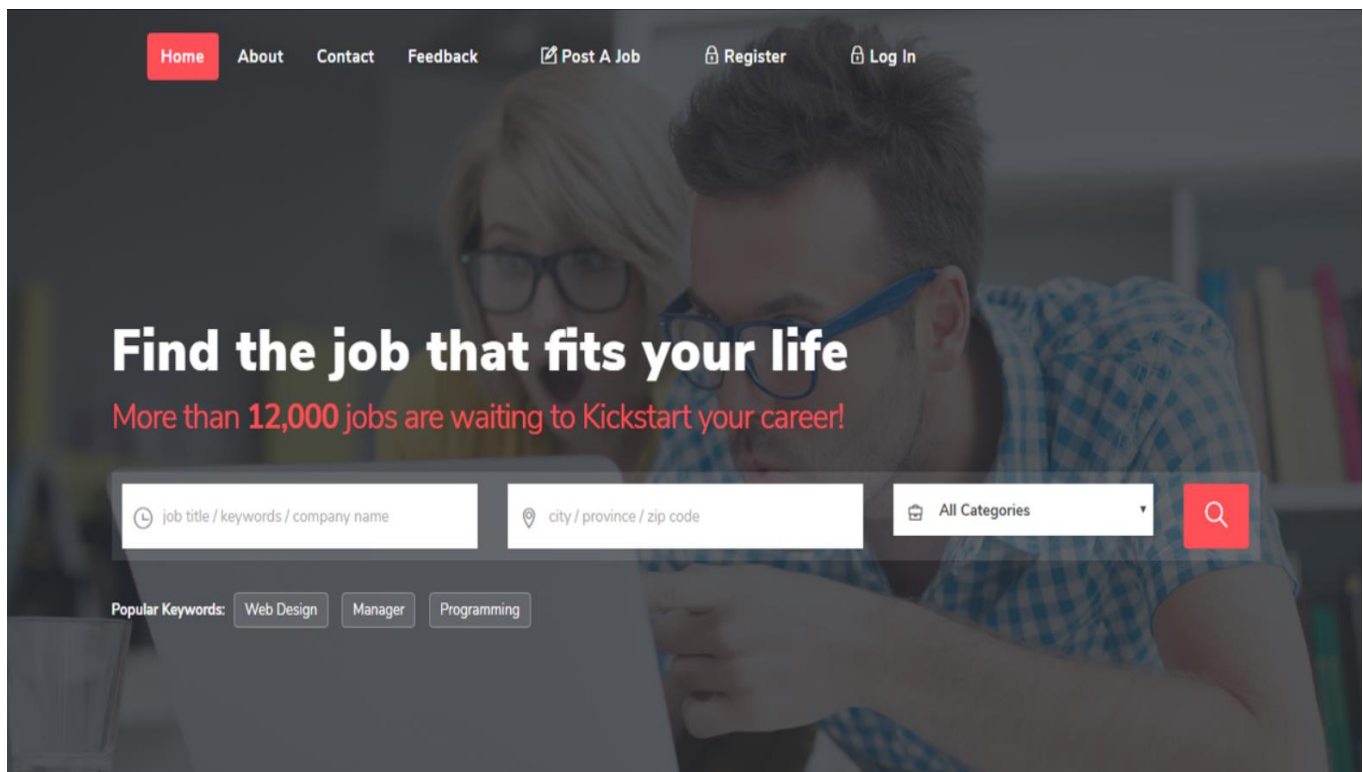 Home About Contact Feedback Post A Job Register Log In
Find the job that fits your life
More than 12,000 jobs are waiting to Kickstart your career!
job title / keywords / company name city / province / zip code All Categories
Popular Keywords: Web Design Manager Programming